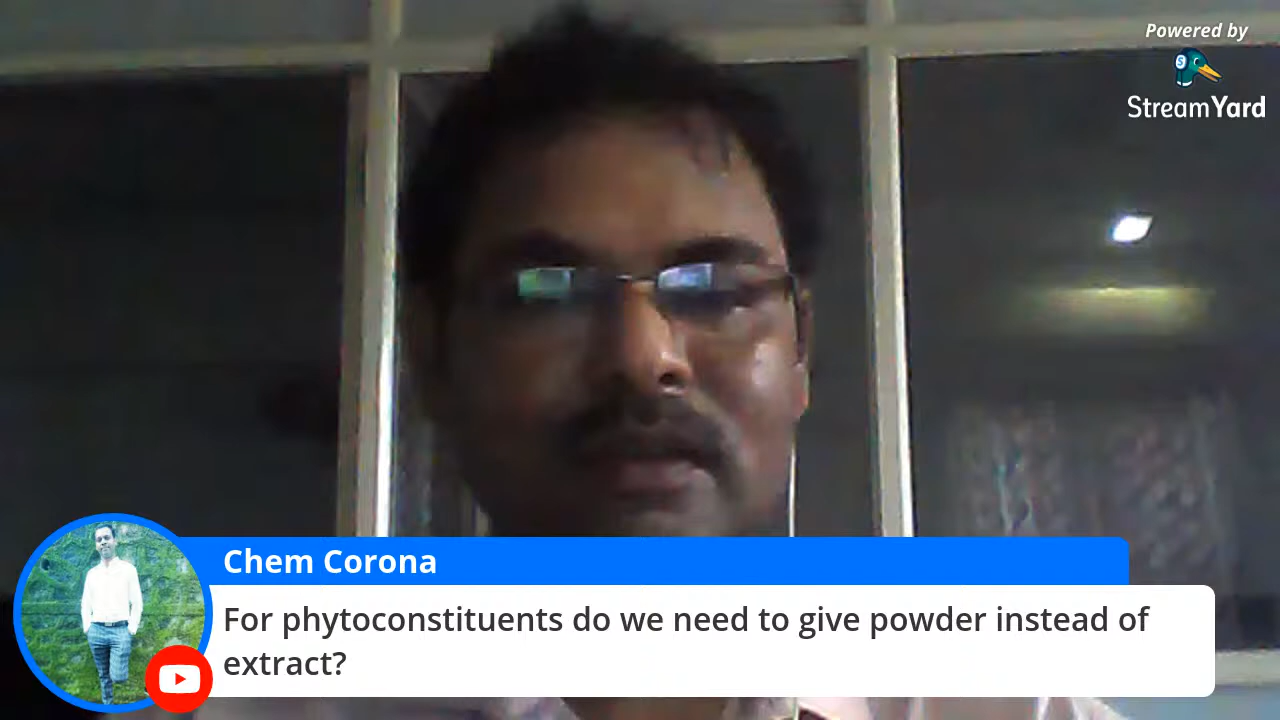 Powered by
StreamYard
Chem Corona
For phytoconstituents do we need to give powder instead of
extract?